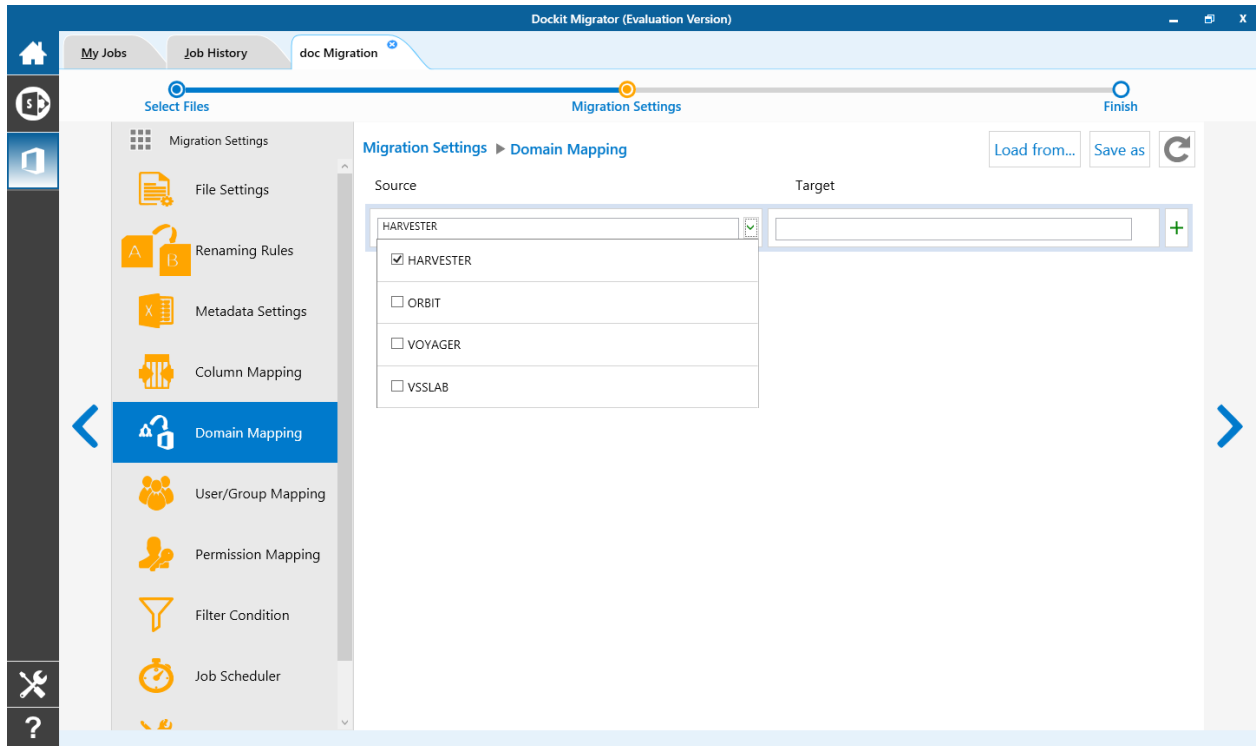 Dockit Migrator (Evaluation Version)
My Jobs
Job History
doc Migration
Select Files
Migration Settings
Finish
Migration Settings
File Settings
A B
Renaming Rules
X
Metadata Settings
Column Mapping
Domain Mapping
User/Group Mapping
Permission Mapping
Filter Condition
Job Scheduler
Migration Settings ▶ Domain Mapping
Load from...
Save as
Source
Target
HARVESTER
HARVESTER
ORBIT
VOYAGER
VSSLAB
S
?